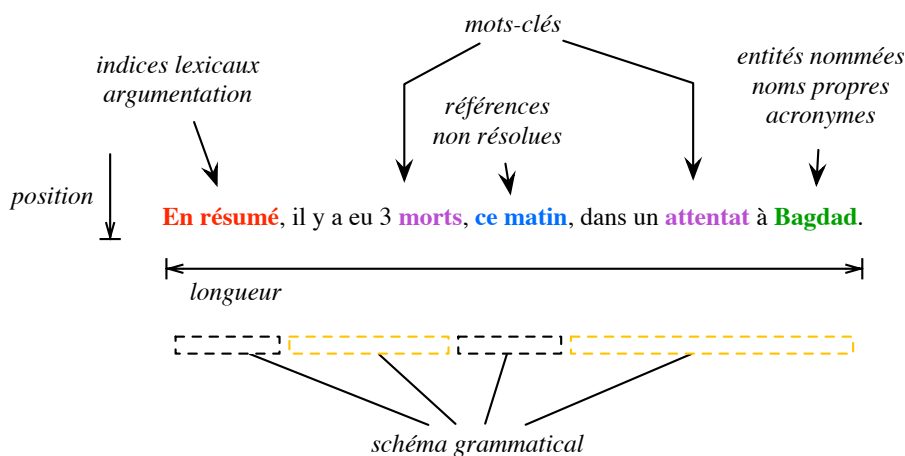 mots-clés
indices lexicaux
argumentation
entités nommées
noms propres
acronymes
références
non résolues
position
En résumé, il y a eu 3 morts, ce matin, dans un attentat à Bagdad.
longueur
schéma grammatical